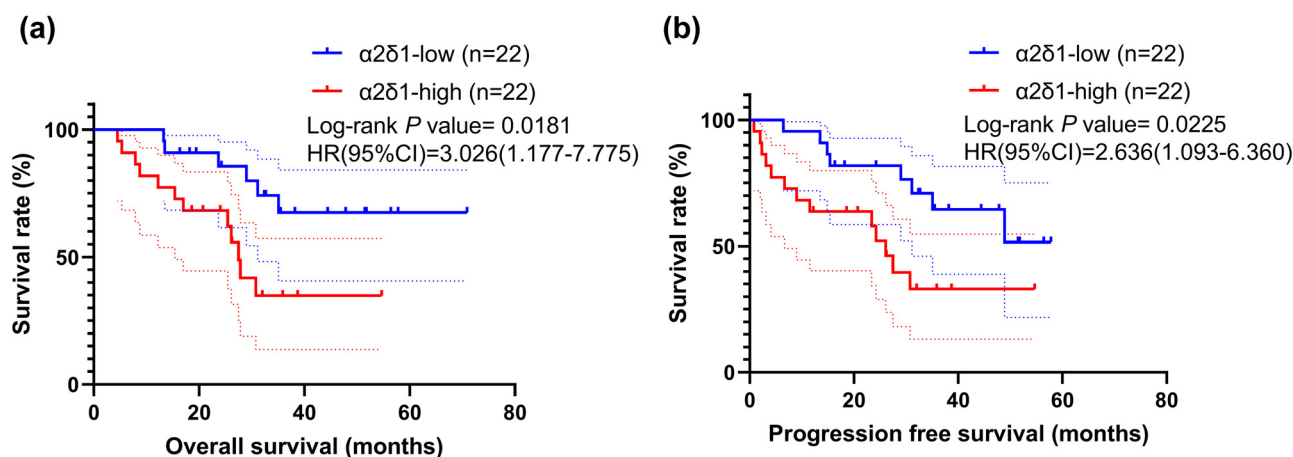 (a)
α2δ1-low (n=22)
α2δ1-high (n=22)
Log-rank P value= 0.0181
HR(95%CI)=3.026(1.177-7.775)
Survival rate (%)
100
50
0
0 20 40 60 80
Overall survival (months)
(b)
α2δ1-low (n=22)
α2δ1-high (n=22)
Log-rank P value= 0.0225
HR(95%CI)=2.636(1.093-6.360)
Survival rate (%)
100
50
0
0 20 40 60 80
Progression free survival (months)